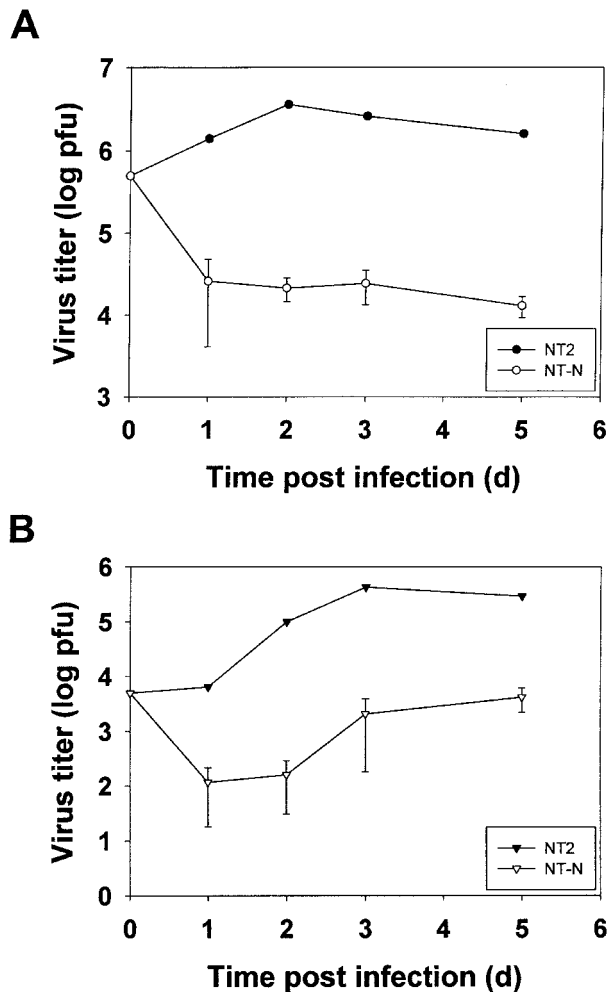 A
Virus titer (log pfu)
7
6
5
4
3
NT2
NT-N
0 1 2 3 4 5 6
Time post infection (d)
B
Virus titer (log pfu)
6
5
4
3
2
1
0
NT2
NT-N
0 1 2 3 4 5 6
Time post infection (d)